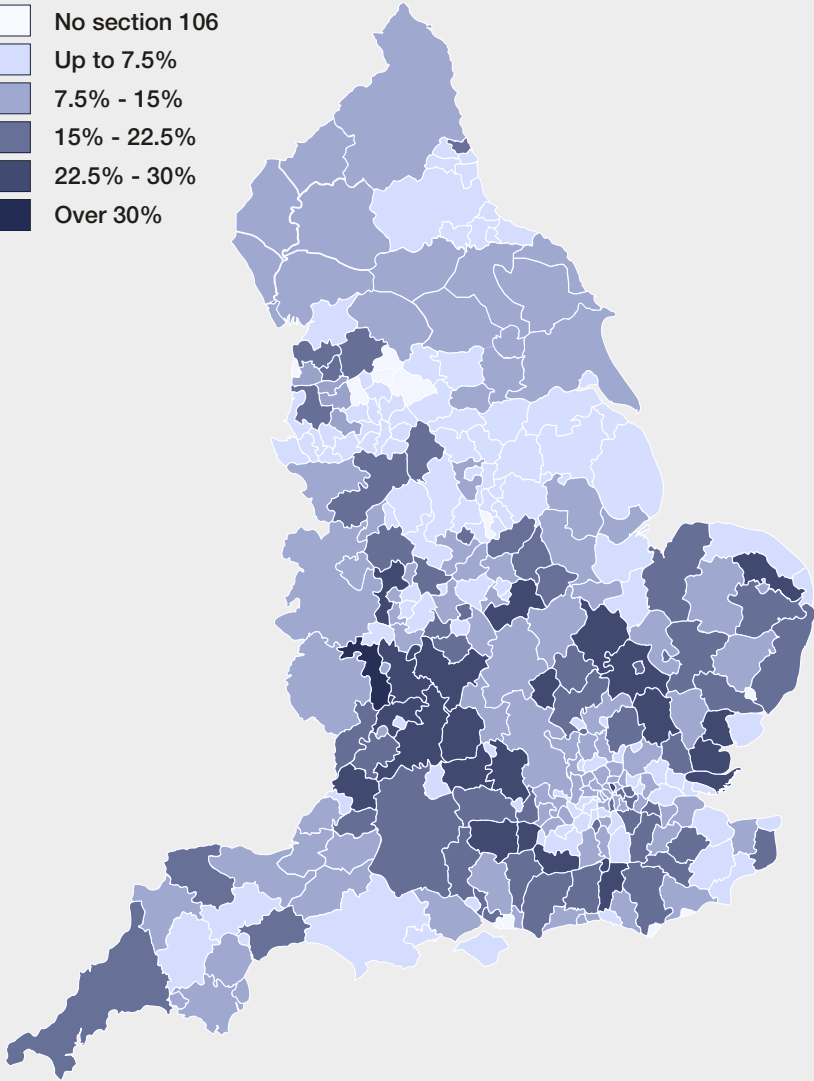 No section 106
Up to 7.5%
7.5% - 15%
15% - 22.5%
22.5% - 30%
Over 30%